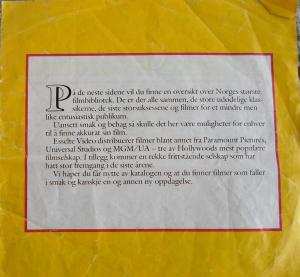 På de neste sidene vil du finne en oversikt over Norges største
filmbibliotek. De er der alle sammen, de store udødelige klas-
sikerne, de siste storsuksessene og filmer for et mindre men
like entusiastisk publikum.
Uansett smak og behag så skulle det her være muligheter for enhver
til å finne akkurat sin film.
Esselte Video distribuerer filmer blant annet fra Paramount Pictures,
Universal Studios og MGM/UA – tre av Hollywoods mest populære
filmselskap. I tillegg kommer en rekke frittstående selskap som har
hatt stor fremgang i de siste årene.
Vi håper du får nytte av katalogen og at du finner filmer som faller
i smak og kanskje en og annen ny oppdagelse.